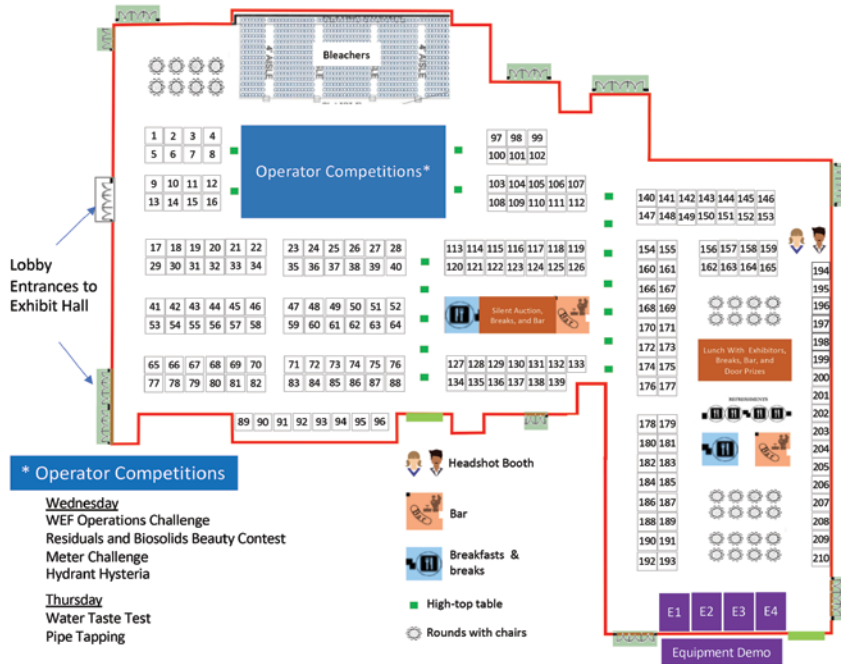 4' AISLE
Bleachers
4' AISLE
1 2 3 4
5 6 7 8
9 10 11 12
13 14 15 16
Operator Competitions*
97 98 99
100 101 102
103 104 105 106 107
108 109 110 111 112
140 141 142 143 144 145 146
147 148 149 150 151 152 153
Lobby
Entrances to
Exhibit Hall
17 18 19 20 21 22
29 30 31 32 33 34
23 24 25 26 27 28
35 36 37 38 39 40
113 114 115 116 117 118 119
120 121 122 123 124 125 126
154 155
160 161
166 167
168 169
170 171
172 173
174 175
176 177
156 157 158 159
162 163 164 165
194
195
196
197
198
199
200
201
202
203
204
205
206
207
208
209
210
41 42 43 44 45 46
53 54 55 56 57 58
47 48 49 50 51 52
59 60 61 62 63 64
Silent Auction,
Breaks, and Bar
Bar
Lunch With Exhibitors,
Breaks, Bar, and
Door Prizes
REFRESHMENTS
65 66 67 68 69 70
77 78 79 80 81 82
71 72 73 74 75 76
83 84 85 86 87 88
127 128 129 130 131 132 133
134 135 136 137 138 139
89 90 91 92 93 94 95 96
178 179
180 181
182 183
184 185
186 187
188 189
190 191
192 193
Bar
E1 E2 E3 E4
Equipment Demo
* Operator Competitions
Wednesday
WEF Operations Challenge
Residuals and Biosolids Beauty Contest
Meter Challenge
Hydrant Hysteria
Thursday
Water Taste Test
Pipe Tapping
Headshot Booth
Bar
Bar
Breakfasts &
breaks
High-top table
Rounds with chairs